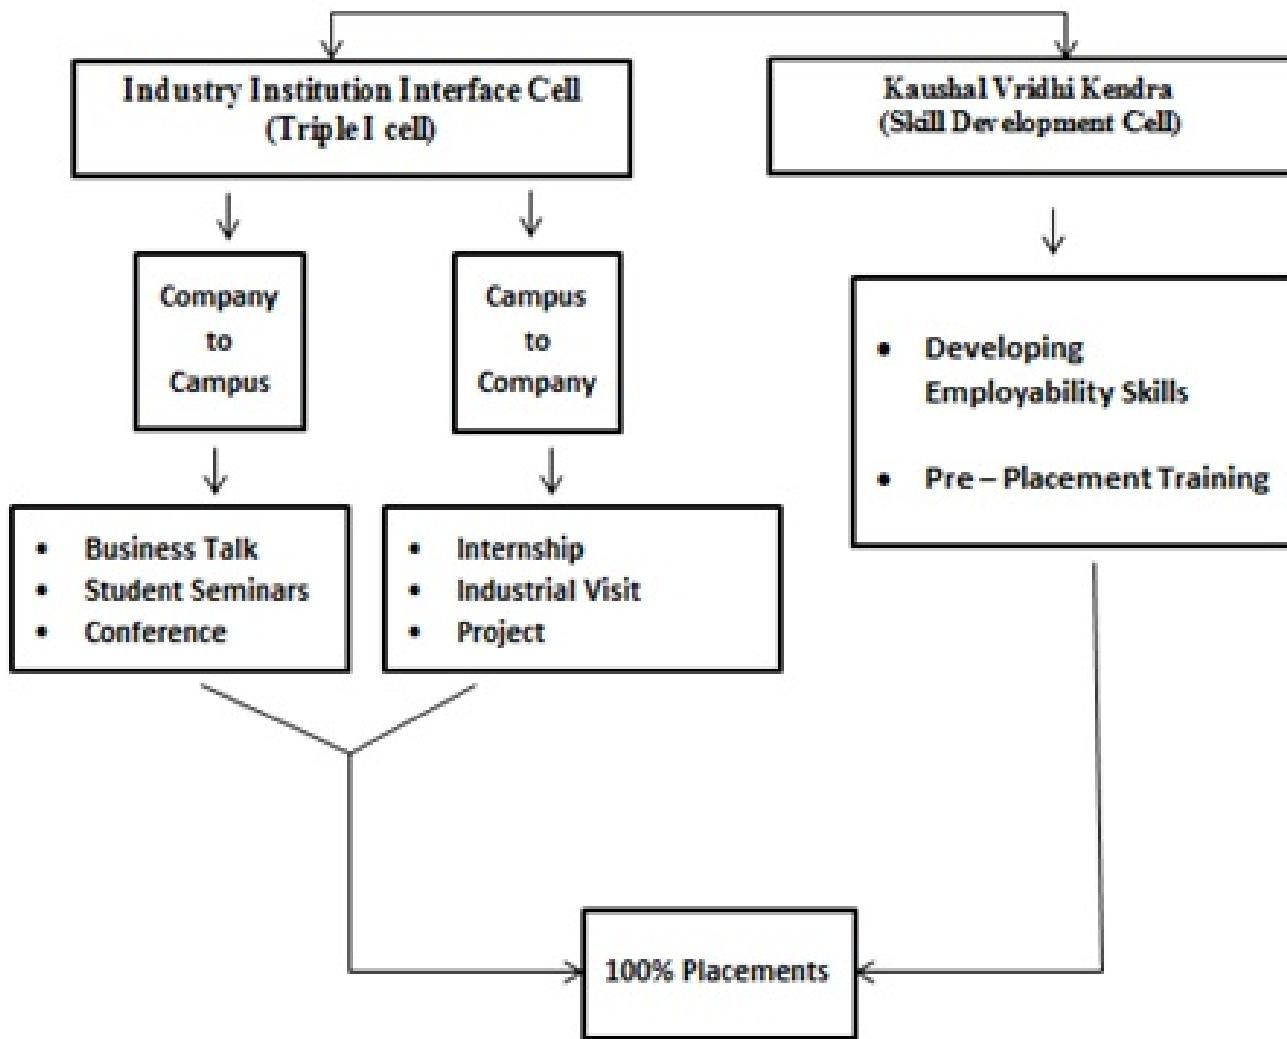 Industry Institution Interface Cell
(Triple I cell)
Kaushal Vridhi Kendra
(Skill Development Cell)
Company
to
Campus
Campus
to
Company
• Developing
Employability Skills
• Pre – Placement Training
• Business Talk
• Student Seminars
• Conference
• Internship
• Industrial Visit
• Project
100% Placements